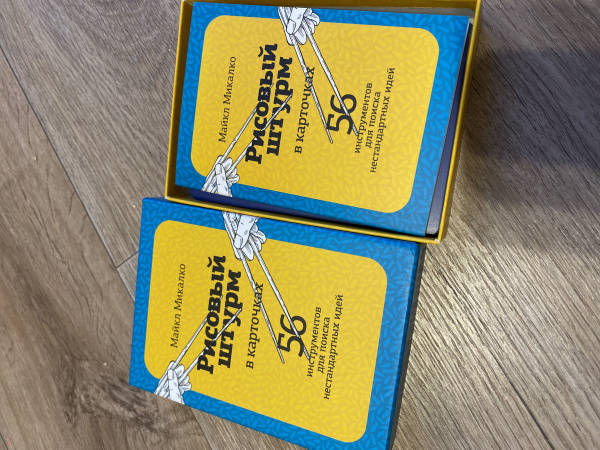 Майкл Микалко
Рисовый
штурм
в карточках
56
инструментов
для поиска
нестандартных идей
Майкл Микалко
Рисовый
штурм
в карточках
56
инструментов
для поиска
нестандартных идей